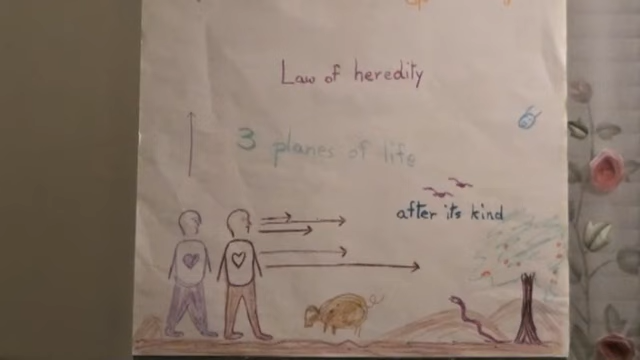 Law of heredity
3 planes of life
after its kind